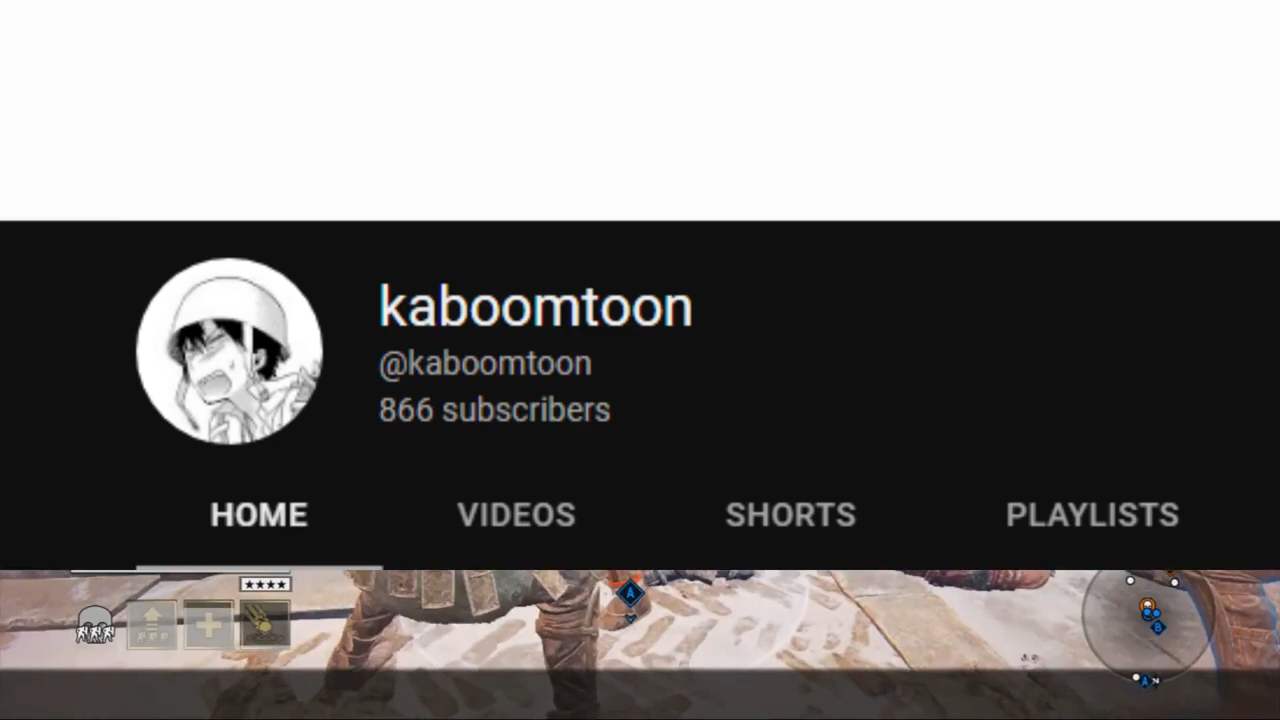 kaboomtoon
@kaboomtoon
866 subscribers
HOME VIDEOS SHORTS PLAYLISTS
A
B
A